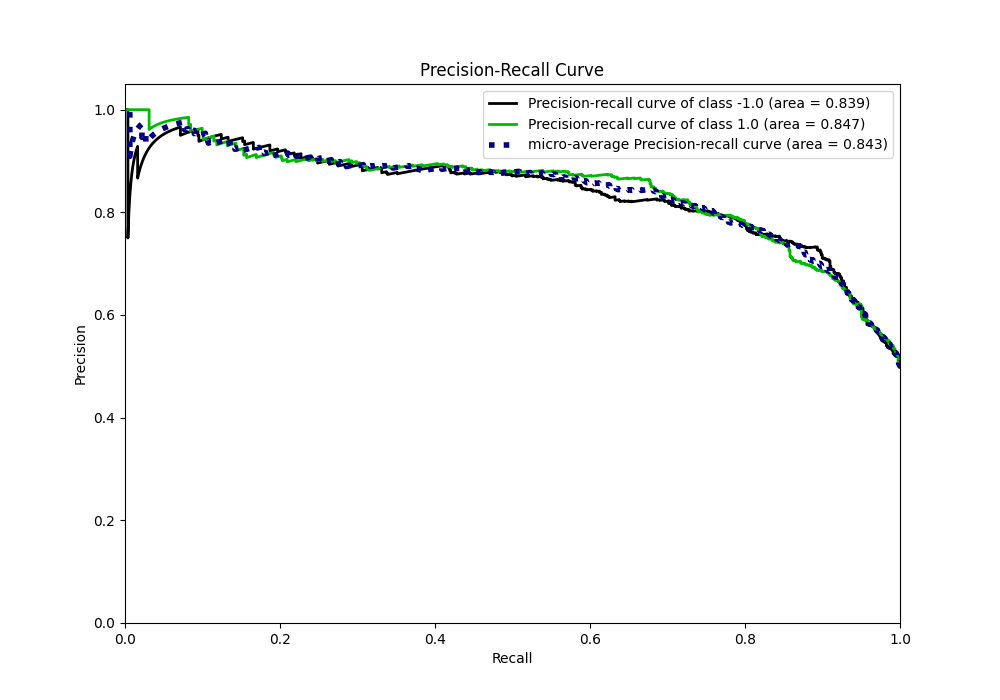 Precision-Recall Curve
Precision-recall curve of class -1.0 (area = 0.839)
Precision-recall curve of class 1.0 (area = 0.847)
micro-average Precision-recall curve (area = 0.843)
1.0
0.8
0.6
0.4
0.2
0.0
Precision
0.0 0.2 0.4 0.6 0.8 1.0
Recall